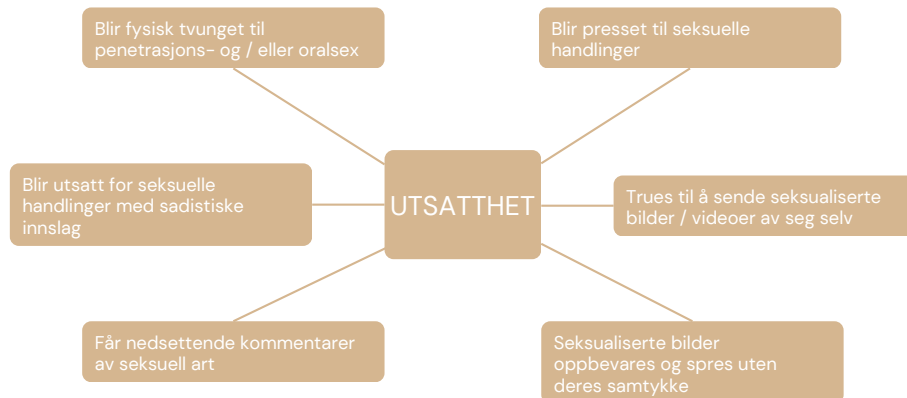 Blir fysisk tvunget til
penetrasjons- og / eller oralsex
Blir presset til seksuelle
handlinger
Blir utsatt for seksuelle
handlinger med sadistiske
innslag
UTSATTHET
Trues til å sende seksualiserte
bilder / videoer av seg selv
Får nedsettende kommentarer
av seksuell art
Seksualiserte bilder
oppbevares og spres uten
deres samtykke